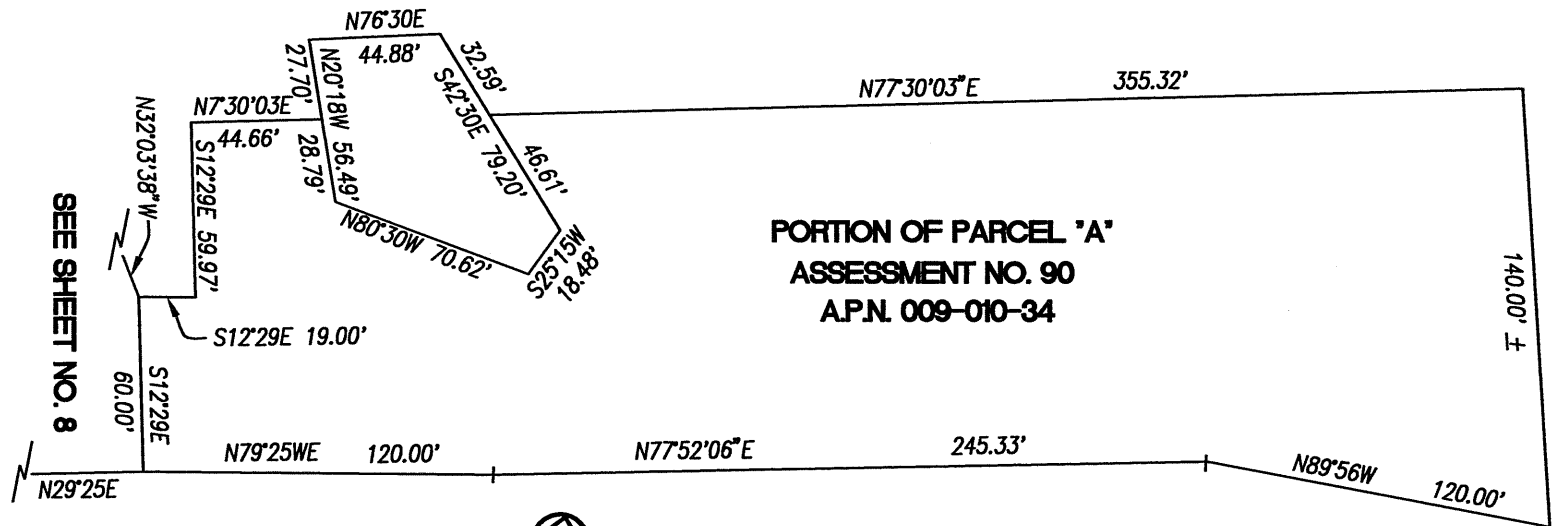 N76°30E
44.88'
27.70'
N20°18W 56.49'
28.79'
32.59'
S42°30E 79.20'
46.61'
N77°30'03"E 355.32'
N7°30'03E
44.66'
N32°03'38"W
S12°29E 59.97'
N80°30W 70.62'
S25°15W
18.48'
PORTION OF PARCEL "A"
ASSESSMENT NO. 90
A.P.N. 009-010-34
140.00' ±
SEE SHEET NO. 8
S12°29E 19.00'
S12°29E
60.00'
N79°25WE 120.00'
N77°52'06"E 245.33'
N89°56W 120.00'
N29°25E